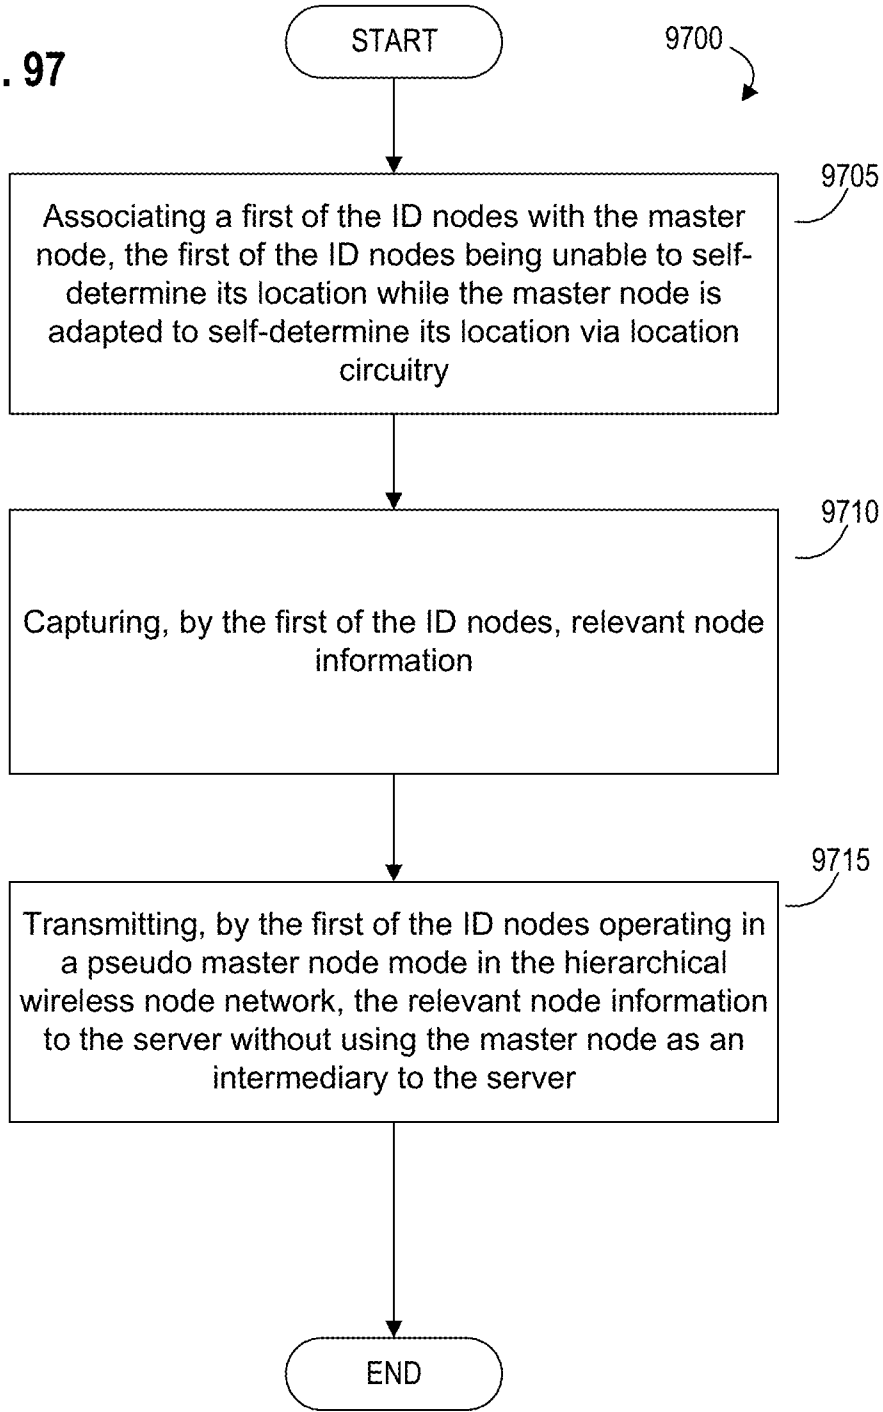 START
9700
. 97
9705
Associating a first of the ID nodes with the master
node, the first of the ID nodes being unable to self-
determine its location while the master node is
adapted to self-determine its location via location
circuitry
9710
Capturing, by the first of the ID nodes, relevant node
information
9715
Transmitting, by the first of the ID nodes operating in
a pseudo master node mode in the hierarchical
wireless node network, the relevant node information
to the server without using the master node as an
intermediary to the server
END